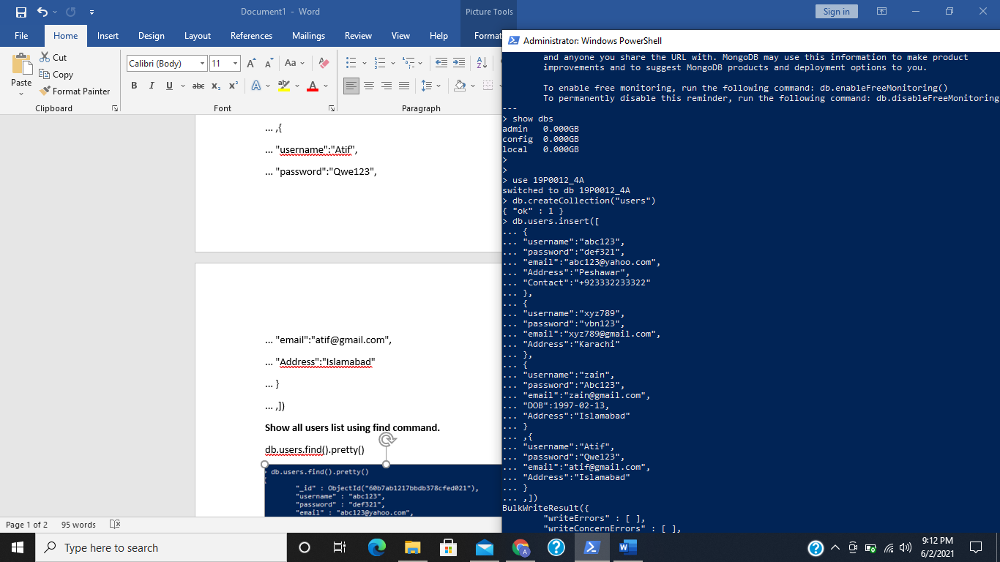 Document1 - Word
Picture Tools
Sign in
File
Home
Insert
Design
Layout
References
Mailings
Review
View
Help
Format
Paste
Cut
Copy
Format Painter
Clipboard
Calibri (Body)
11
B I U abc x₂ x²
Font
Paragraph
... ,{
... "username":"Atif",
... "password":"Qwe123",
... "email":"atif@gmail.com",
... "Address":"Islamabad"
... }
... ,])
Show all users list using find command.
db.users.find().pretty()
db.users.find().pretty()
"_id" : ObjectId("60b7ab1217bbdb378cfed021"),
"username" : "abc123",
"password" : "def321",
"email" : "abc123@yahoo.com",
Page 1 of 2
95 words
Administrator: Windows PowerShell
and anyone you share the URL with. MongoDB may use this information to make product
improvements and to suggest MongoDB products and deployment options to you.
To enable free monitoring, run the following command: db.enableFreeMonitoring()
To permanently disable this reminder, run the following command: db.disableFreeMonitoring
---
> show dbs
admin 0.000GB
config 0.000GB
local 0.000GB
>
>
> use 19P0012_4A
switched to db 19P0012_4A
> db.createCollection("users")
{ "ok" : 1 }
> db.users.insert([
... {
... "username":"abc123",
... "password":"def321",
... "email":"abc123@yahoo.com",
... "Address":"Peshawar",
... "Contact":"+923332233322"
... },
... {
... "username":"xyz789",
... "password":"vbn123",
... "email":"xyz789@gmail.com",
... "Address":"Karachi"
... },
... {
... "username":"zain",
... "password":"Abc123",
... "email":"zain@gmail.com",
... "DOB":1997-02-13,
... "Address":"Islamabad"
... }
... ,{
... "username":"Atif",
... "password":"Qwe123",
... "email":"atif@gmail.com",
... "Address":"Islamabad"
... }
... ,])
BulkWriteResult({
"writeErrors" : [ ],
"writeConcernErrors" : [ ],
Type here to search
9:12 PM
6/2/2021